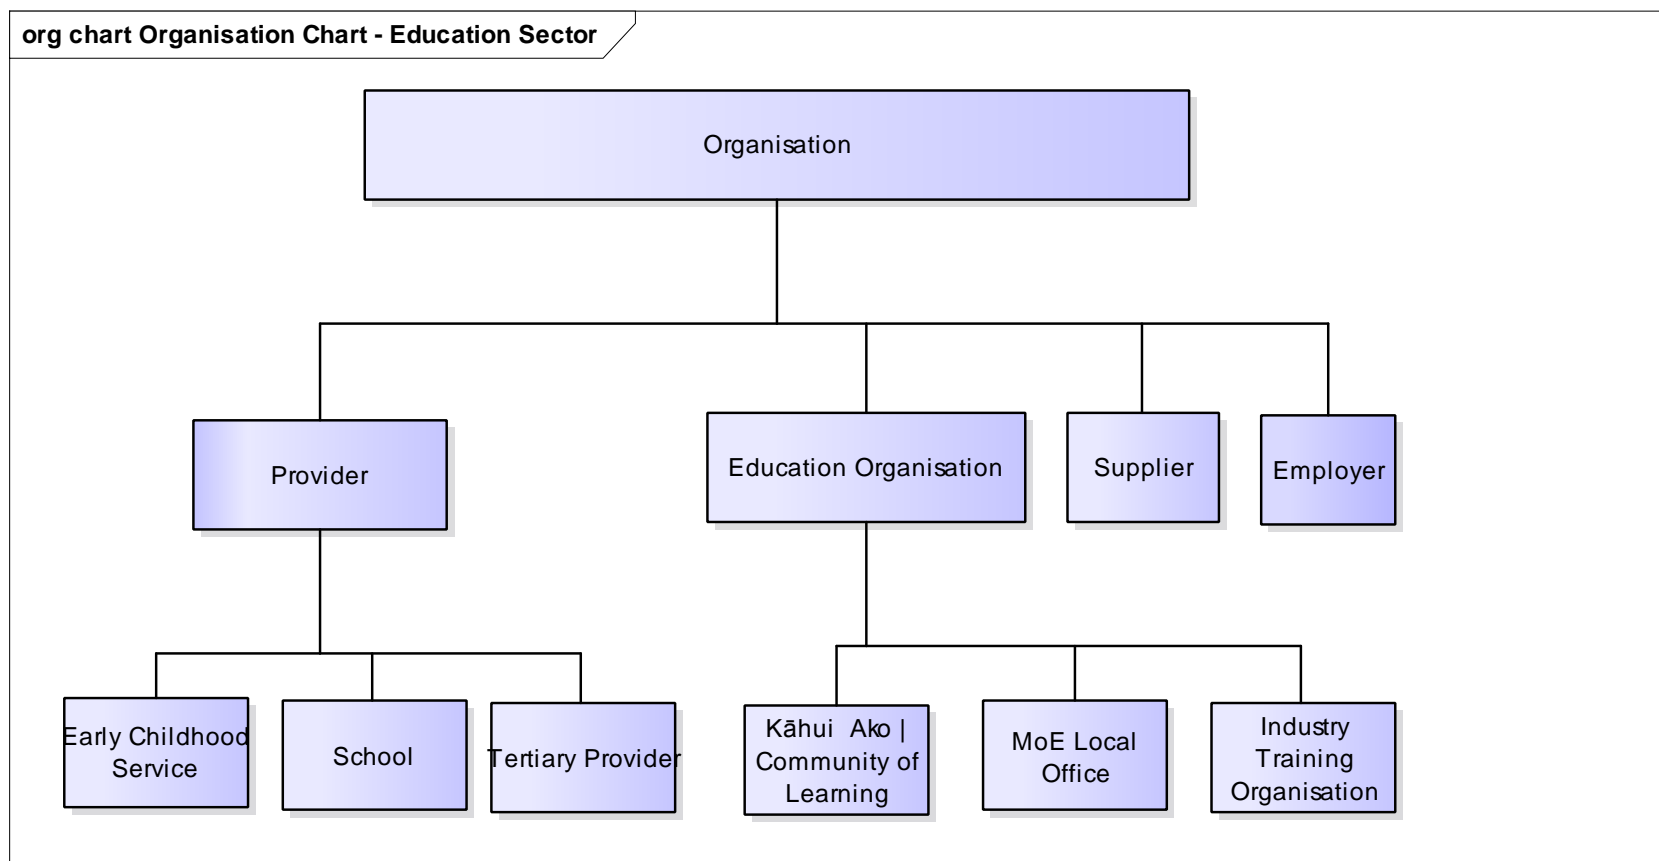 org chart Organisation Chart - Education Sector
Organisation
Provider
Education Organisation
Supplier
Employer
Early Childhood
Service
School
Tertiary Provider
Kāhui Ako |
Community of
Learning
MoE Local
Office
Industry
Training
Organisation